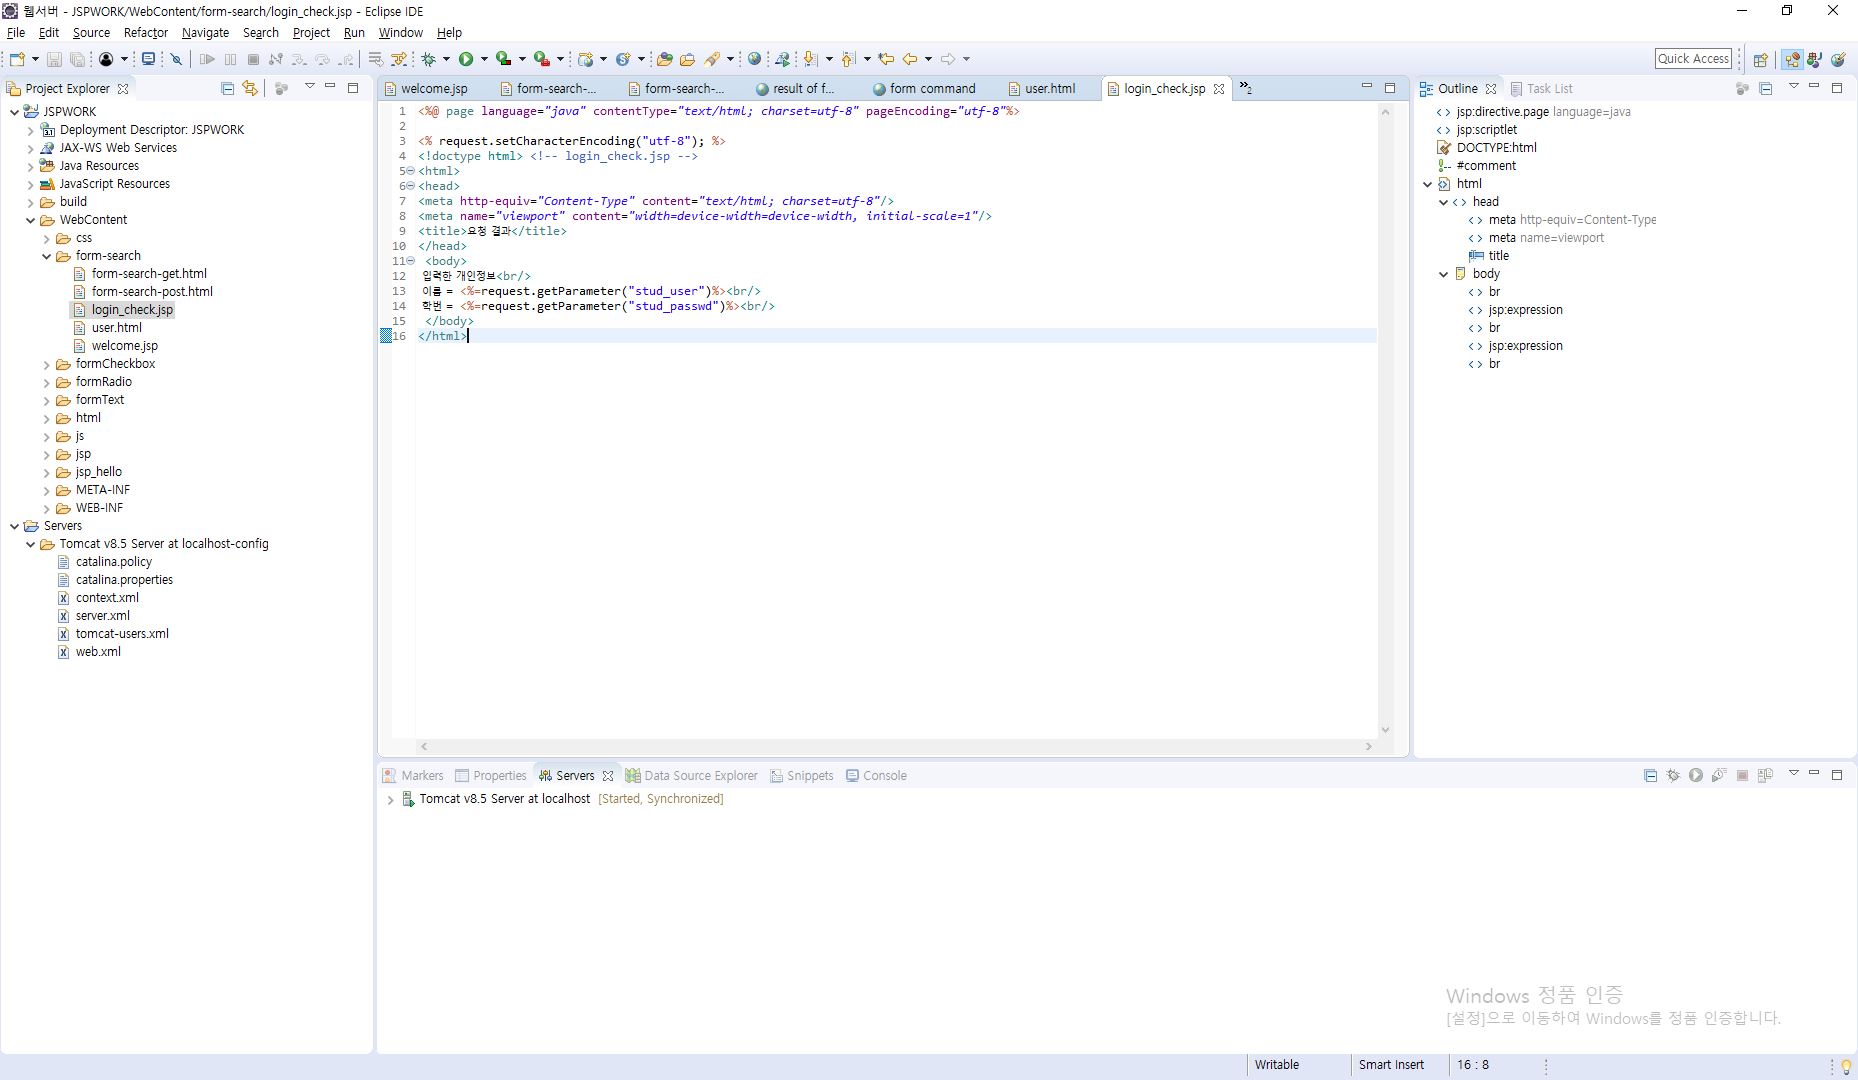 웹서버 - JSPWORK/WebContent/form-search/login_check.jsp - Eclipse IDE
File Edit Source Refactor Navigate Search Project Run Window Help
Quick Access
Project Explorer
JSPWORK
Deployment Descriptor: JSPWORK
JAX-WS Web Services
Java Resources
JavaScript Resources
build
WebContent
css
form-search
form-search-get.html
form-search-post.html
login_check.jsp
user.html
welcome.jsp
formCheckbox
formRadio
formText
html
js
jsp
jsp_hello
META-INF
WEB-INF
Servers
Tomcat v8.5 Server at localhost-config
catalina.policy
catalina.properties
context.xml
server.xml
tomcat-users.xml
web.xml
welcome.jsp form-search-... form-search-... result of f... form command user.html login_check.jsp »2
1 <%@ page language="java" contentType="text/html; charset=utf-8" pageEncoding="utf-8"%>
2
3 <% request.setCharacterEncoding("utf-8"); %>
4 <!doctype html> <!-- login_check.jsp -->
5 <html>
6 <head>
7 <meta http-equiv="Content-Type" content="text/html; charset=utf-8"/>
8 <meta name="viewport" content="width=device-width=device-width, initial-scale=1"/>
9 <title>요청 결과</title>
10 </head>
11 <body>
12 입력한 개인정보<br/>
13 이름 = <%=request.getParameter("stud_user")%><br/>
14 학번 = <%=request.getParameter("stud_passwd")%><br/>
15 </body>
16 </html>
Outline Task List
jsp:directive.page language=java
jsp:scriptlet
DOCTYPE:html
#comment
html
head
meta http-equiv=Content-Type
meta name=viewport
title
body
br
jsp:expression
br
jsp:expression
br
Markers Properties Servers Data Source Explorer Snippets Console
Tomcat v8.5 Server at localhost [Started, Synchronized]
Windows 정품 인증
[설정]으로 이동하여 Windows를 정품 인증합니다.
Writable Smart Insert 16 : 8